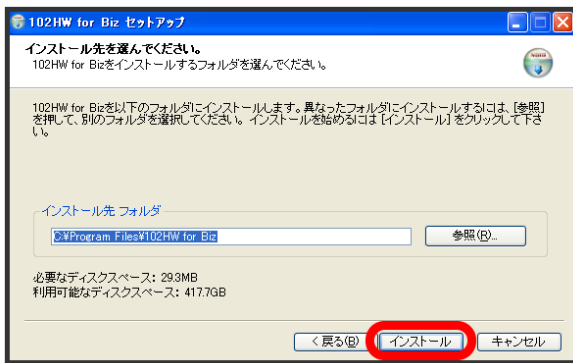 102HW for Biz セットアップ
インストール先を選んでください。
102HW for Bizをインストールするフォルダを選んでください。
102HW for Bizを以下のフォルダにインストールします。異なったフォルダにインストールするには、[参照]
を押して、別のフォルダを選択してください。インストールを始めるには [インストール] をクリックして下さ
い。
インストール先 フォルダ
C:¥Program Files¥102HW for Biz
参照(R)...
必要なディスクスペース: 29.3MB
利用可能なディスクスペース: 417.7GB
< 戻る(B)
インストール
キャンセル